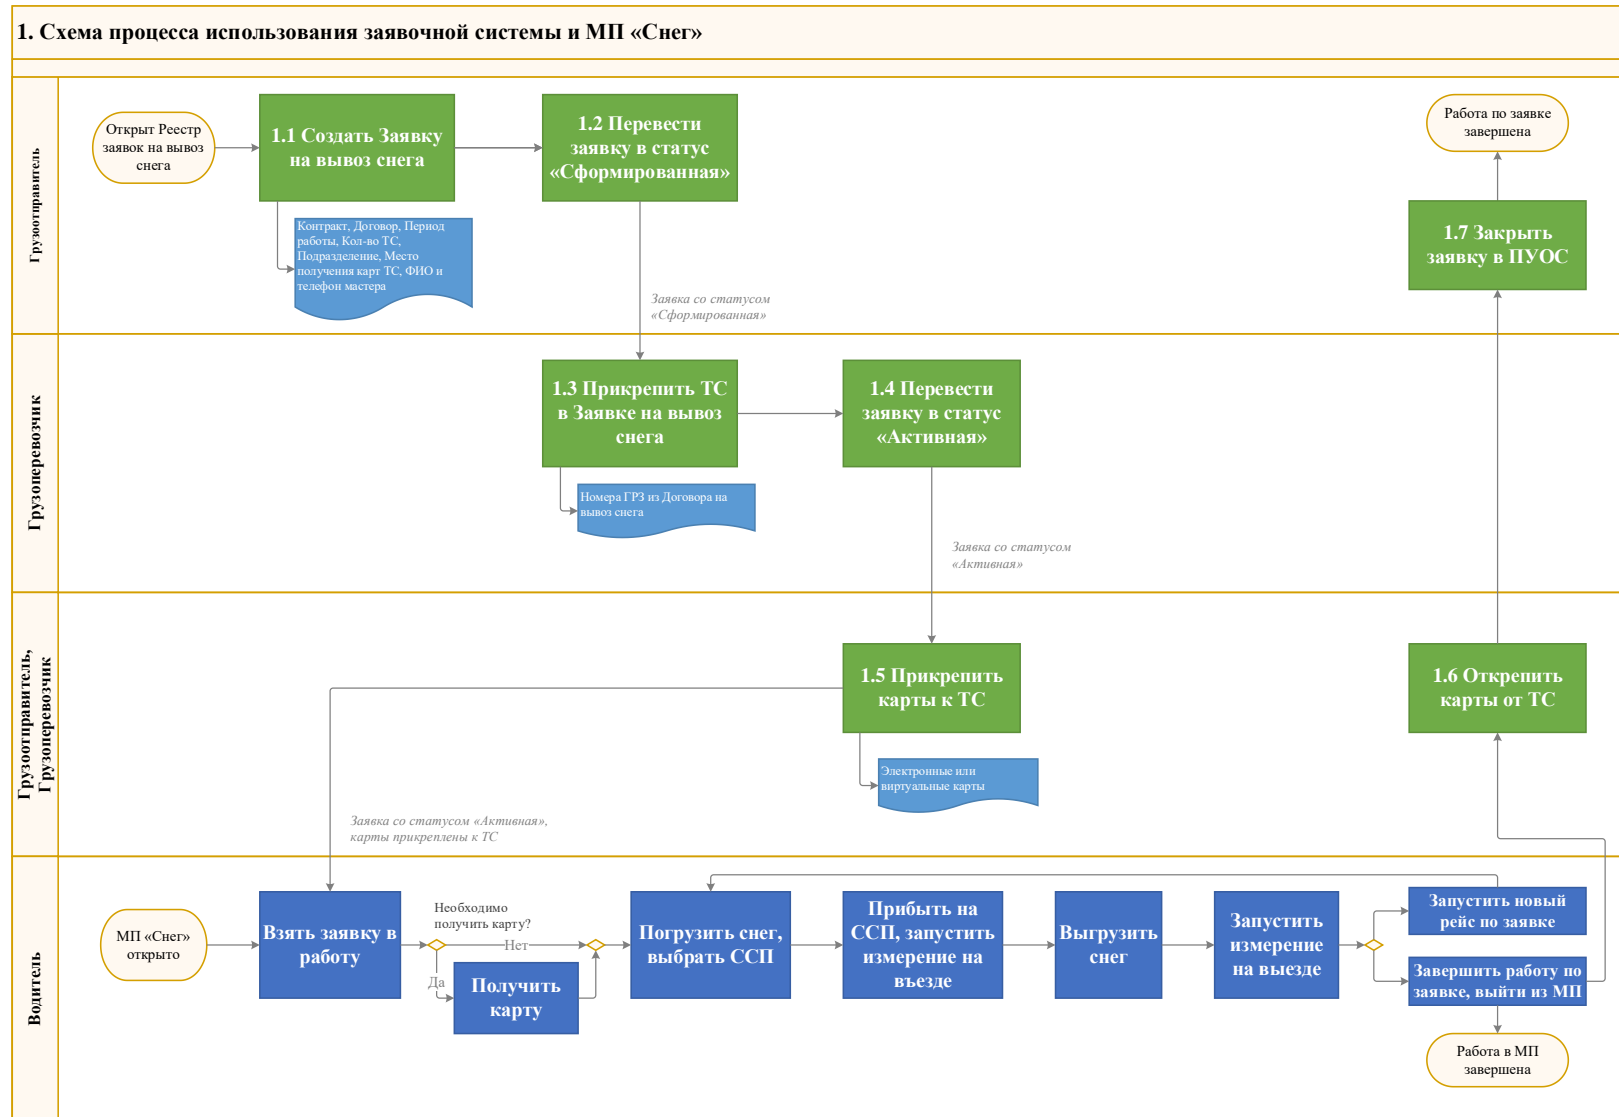 1. Схема процесса использования заявочной системы и МП «Снег»
Грузоотправитель
Открыт Реестр
заявок на вывоз
снега
1.1 Создать Заявку
на вывоз снега
1.2 Перевести
заявку в статус
«Сформированная»
Работа по заявке
завершена
Контракт, Договор, Период
работы, Кол-во ТС,
Подразделение, Место
получения карт ТС, ФИО и
телефон мастера
1.7 Закрыть
заявку в ПУОС
Заявка со статусом
«Сформированная»
Грузоперевозчик
1.3 Прикрепить ТС
в Заявке на вывоз
снега
1.4 Перевести
заявку в статус
«Активная»
Номера ГРЗ из Договора на
вывоз снега
Заявка со статусом
«Активная»
Грузоотправитель,
Грузоперевозчик
1.5 Прикрепить
карты к ТС
1.6 Открепить
карты от ТС
Электронные или
виртуальные карты
Заявка со статусом «Активная»,
карты прикреплены к ТС
Водитель
МП «Снег»
открыто
Взять заявку в
работу
Необходимо
получить карту?
Нет
Да
Получить
карту
Погрузить снег,
выбрать ССП
Прибыть на
ССП, запустить
измерение на
въезде
Выгрузить
снег
Запустить
измерение
на выезде
Запустить новый
рейс по заявке
Завершить работу по
заявке, выйти из МП
Работа в МП
завершена